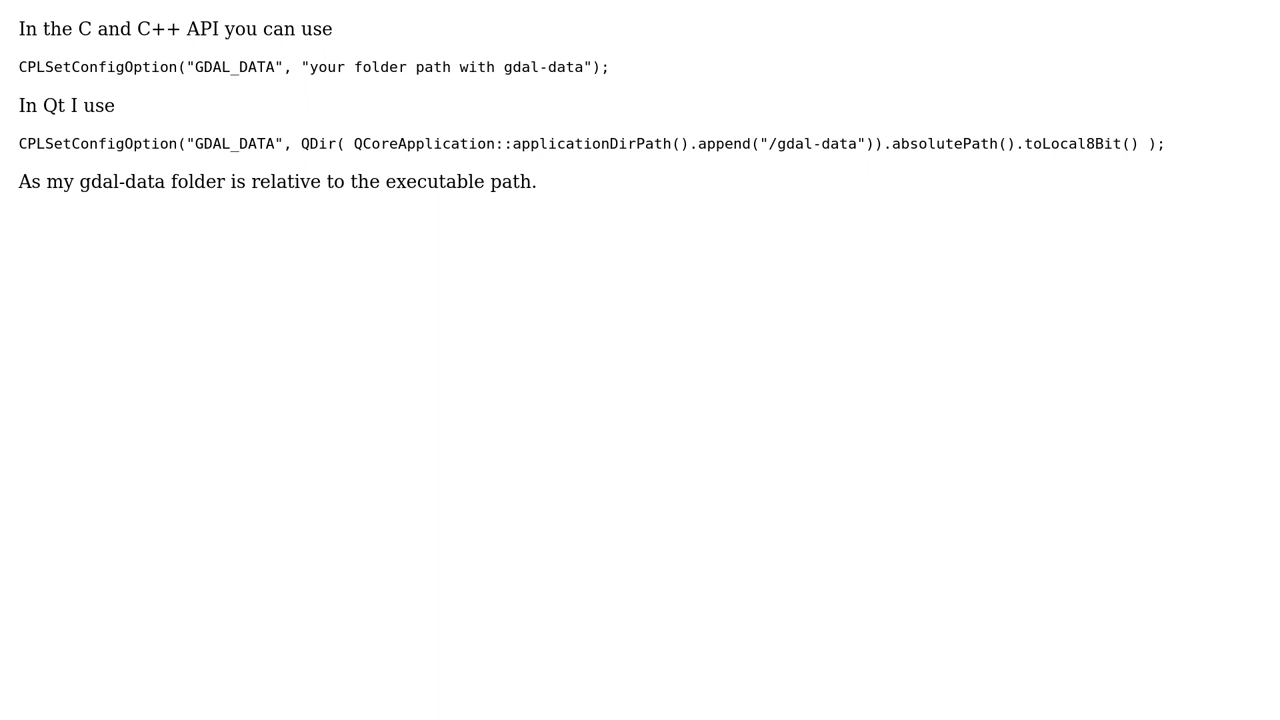 In the C and C++ API you can use
CPLSetConfigOption("GDAL_DATA", "your folder path with gdal-data");
In Qt I use
CPLSetConfigOption("GDAL_DATA", QDir( QCoreApplication::applicationDirPath().append("/gdal-data")).absolutePath().toLocal8Bit() );
As my gdal-data folder is relative to the executable path.